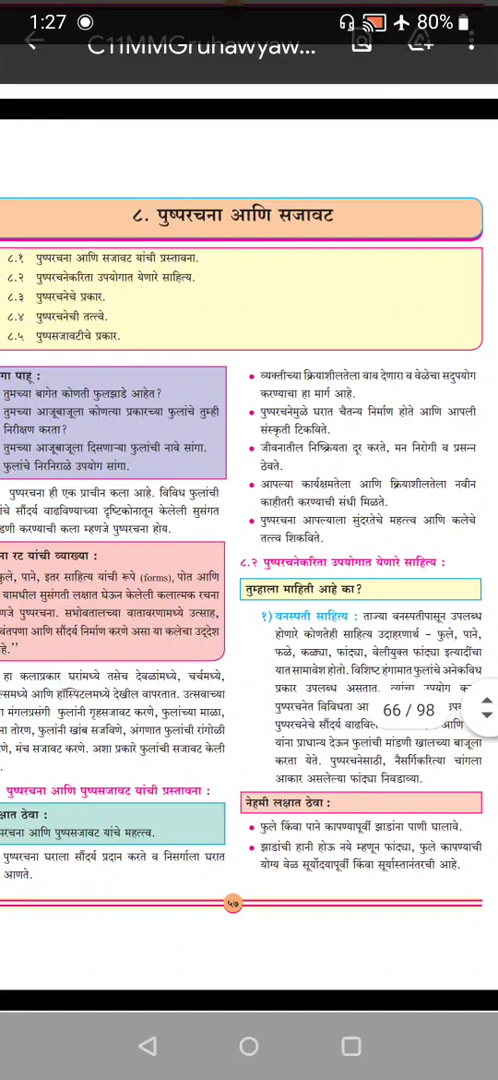 1:27
80%
C11MMGruhawyaw...
८. पुष्परचना आणि सजावट
८.१ पुष्परचना आणि सजावट यांची प्रस्तावना.
८.२ पुष्परचनेकरिता उपयोगात येणारे साहित्य.
८.३ पुष्परचनेचे प्रकार.
८.४ पुष्परचनेची तत्त्वे.
८.५ पुष्पसजावटीचे प्रकार.
गा पाहू :
तुमच्या बागेत कोणती फुलझाडे आहेत?
तुमच्या आजूबाजूला कोणत्या प्रकारच्या फुलांचे तुम्ही
निरीक्षण करता?
तुमच्या आजूबाजूला दिसणाऱ्या फुलांची नावे सांगा.
फुलांचे निरनिराळे उपयोग सांगा.
पुष्परचना ही एक प्राचीन कला आहे. विविध फुलांची
चे सौंदर्य वाढविण्याच्या दृष्टिकोनातून केलेली सुसंगत
डणी करण्याची कला म्हणजे पुष्परचना होय.
ना रट यांची व्याख्या :
फुले, पाने, इतर साहित्य यांची रूपे (forms), पोत आणि
यामधील सुसंगती लक्षात घेऊन केलेली कलात्मक रचना
णजे पुष्परचना. सभोवतालच्या वातावरणामध्ये उत्साह,
वंतपणा आणि सौंदर्य निर्माण करणे असा या कलेचा उद्देश
हे.''
हा कलाप्रकार घरांमध्ये तसेच देवळांमध्ये, चर्चमध्ये,
ल्समध्ये आणि हॉस्पिटलमध्ये देखील वापरतात. उत्सवाच्या
मंगलप्रसंगी फुलांनी गृहसजावट करणे, फुलांच्या माळा,
ना तोरण, फुलांनी खांब सजविणे, अंगणात फुलांची रांगोळी
णे, मंच सजावट करणे. अशा प्रकारे फुलांची सजावट केली
पुष्परचना आणि पुष्पसजावट यांची प्रस्तावना :
क्षात ठेवा :
परचना आणि पुष्पसजावट यांचे महत्त्व.
पुष्परचना घराला सौंदर्य प्रदान करते व निसर्गाला घरात
आणते.
• व्यक्तीच्या क्रियाशीलतेला वाव देणारा व वेळेचा सदुपयोग
करण्याचा हा मार्ग आहे.
• पुष्परचनेमुळे घरात चैतन्य निर्माण होते आणि आपली
संस्कृती टिकविते.
• जीवनातील निष्क्रियता दूर करते, मन निरोगी व प्रसन्न
ठेवते.
• आपल्या कार्यक्षमतेला आणि क्रियाशीलतेला नवीन
काहीतरी करण्याची संधी मिळते.
• पुष्परचना आपल्याला सुंदरतेचे महत्त्व आणि कलेचे
तत्त्व शिकविते.
८.२ पुष्परचनेकरिता उपयोगात येणारे साहित्य :
तुम्हाला माहिती आहे का?
१) वनस्पती साहित्य : ताज्या वनस्पतीपासून उपलब्ध
होणारे कोणतेही साहित्य उदाहरणार्थ – फुले, पाने,
फळे, कळ्या, फांद्या, वेलीयुक्त फांद्या इत्यादींचा
यात समावेश होतो. विशिष्ट हंगामात फुलांचे अनेकविध
प्रकार उपलब्ध असतात.
पुष्परचनेत विविधता आ
पुष्परचनेचे सौंदर्य वाढवि आणि
यांना प्राधान्य देऊन फुलांची मांडणी खालच्या बाजूला
करता येते. पुष्परचनेसाठी, नैसर्गिकरित्या चांगला
आकार असलेल्या फांद्या निवडाव्या.
66 / 98
नेहमी लक्षात ठेवा :
• फुले किंवा पाने कापण्यापूर्वी झाडांना पाणी घालावे.
• झाडांची हानी होऊ नये म्हणून फांद्या, फुले कापण्याची
योग्य वेळ सूर्योदयापूर्वी किंवा सूर्यास्तानंतरची आहे.
५७